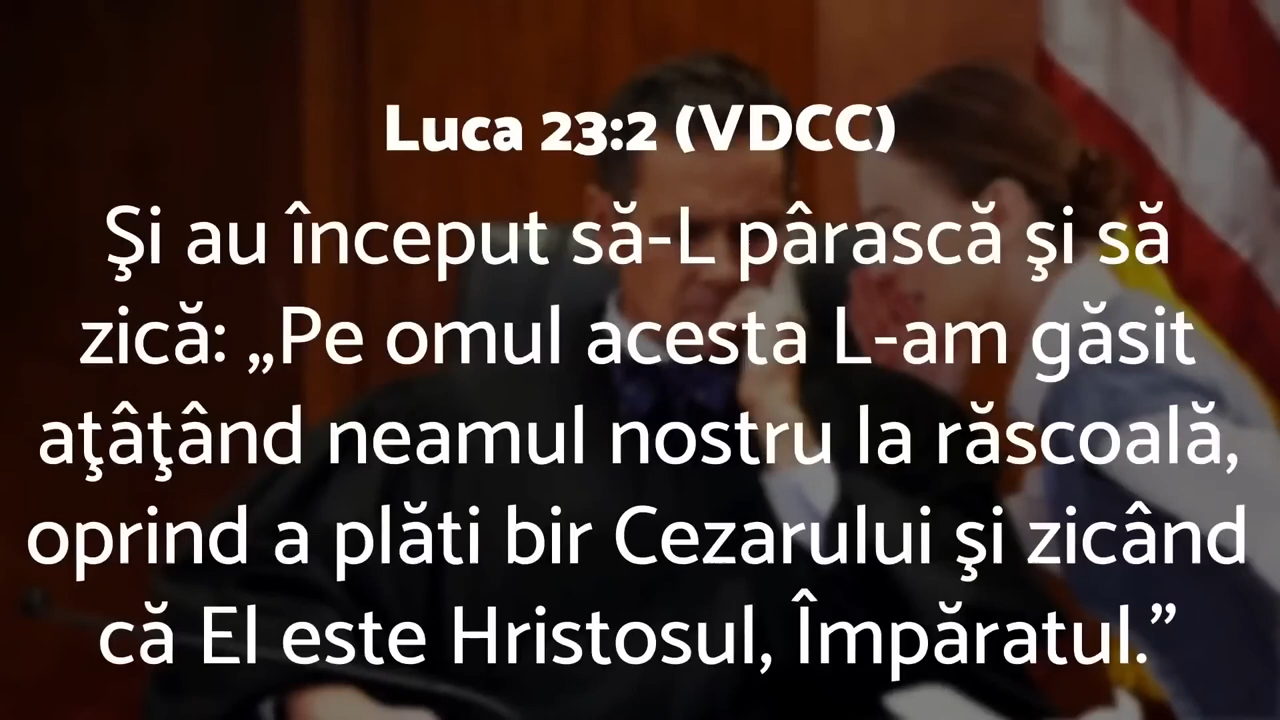 Luca 23:2 (VDCC)
Şi au început să-L pârască şi să
zică: „Pe omul acesta L-am găsit
aţâţând neamul nostru la răscoală,
oprind a plăti bir Cezarului şi zicând
că El este Hristosul, Împăratul.”